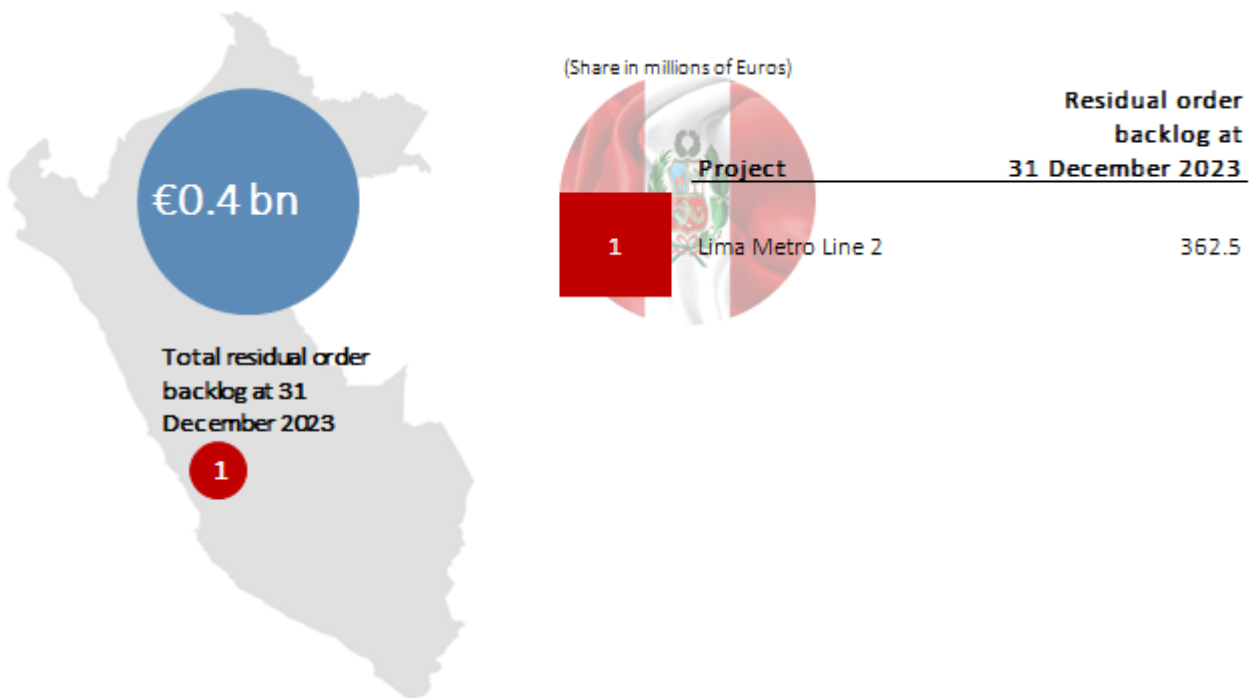 €0.4 bn
Total residual order
backlog at 31
December 2023
1
(Share in millions of Euros)
Residual order
backlog at
Project 31 December 2023
1 Lima Metro Line 2 362.5